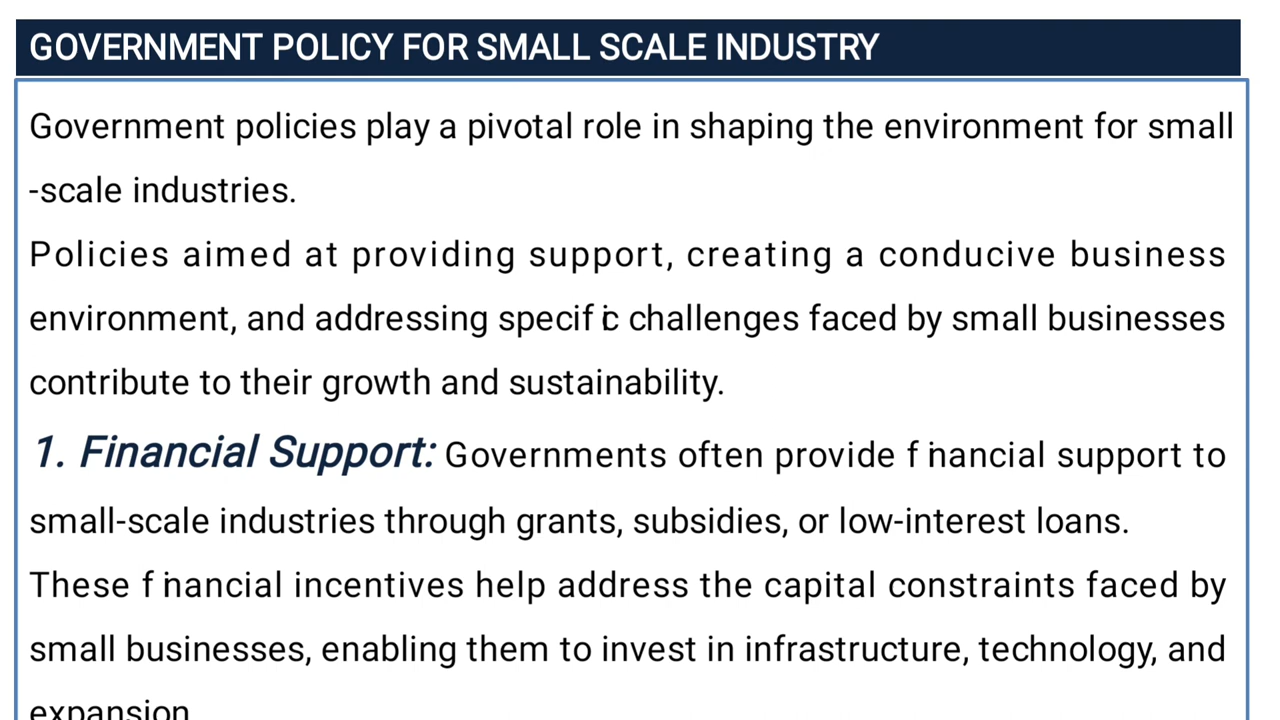 GOVERNMENT POLICY FOR SMALL SCALE INDUSTRY
Government policies play a pivotal role in shaping the environment for small
-scale industries.
Policies aimed at providing support, creating a conducive business
environment, and addressing specific challenges faced by small businesses
contribute to their growth and sustainability.
1. Financial Support: Governments often provide financial support to
small-scale industries through grants, subsidies, or low-interest loans.
These financial incentives help address the capital constraints faced by
small businesses, enabling them to invest in infrastructure, technology, and
expansion